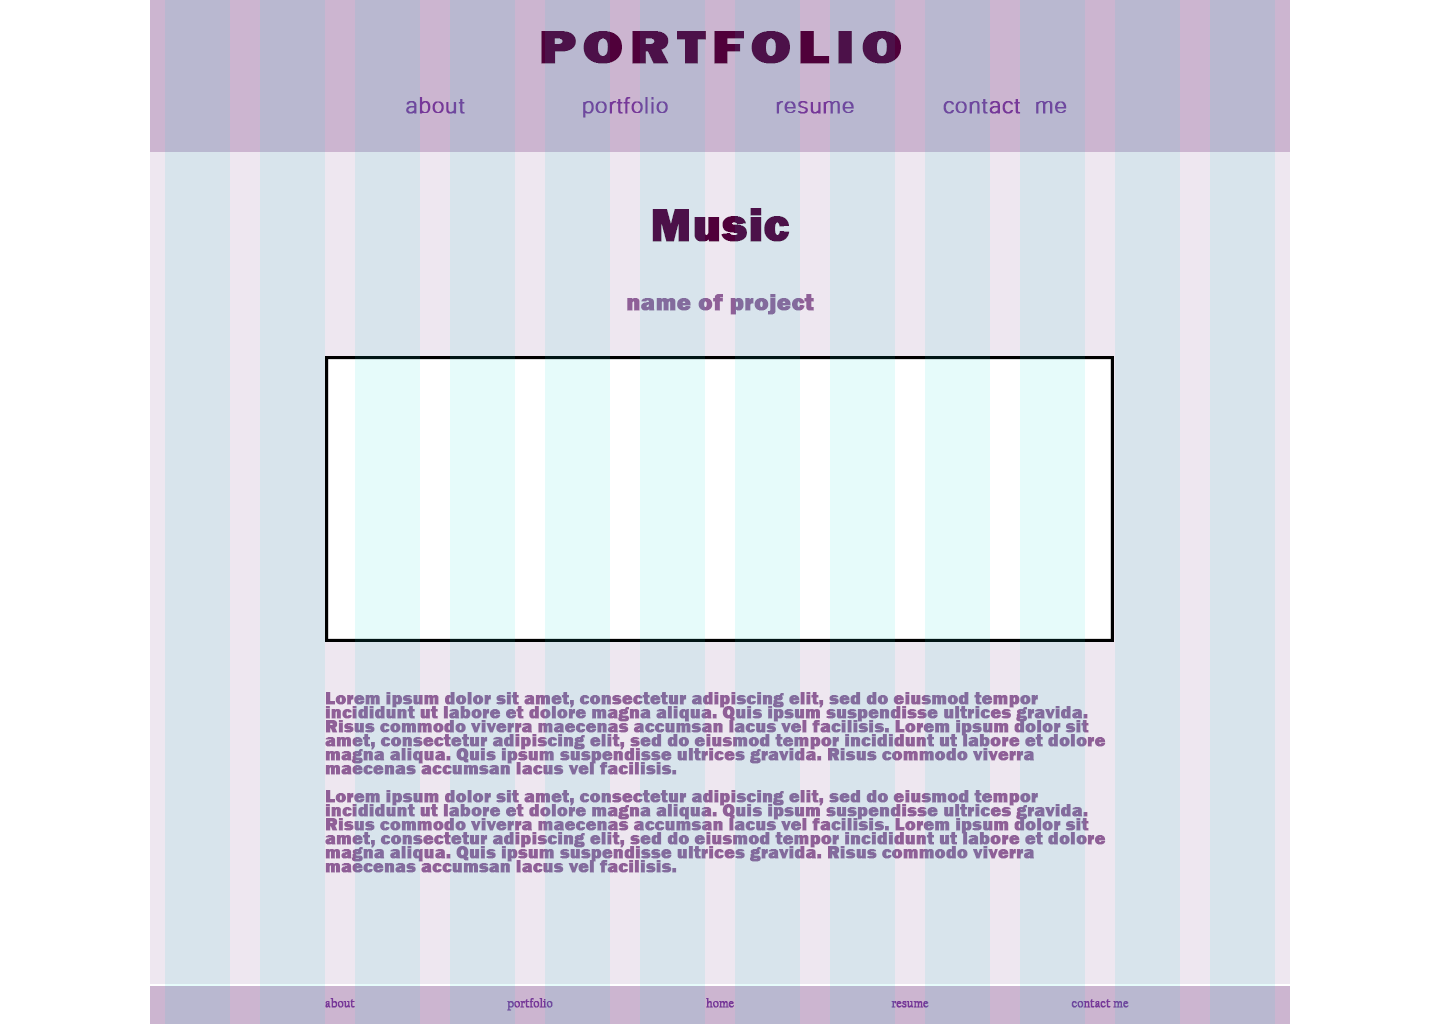 PORTFOLIO
about portfolio resume contact me
Music
name of project
Lorem ipsum dolor sit amet, consectetur adipiscing elit, sed do eiusmod tempor
incididunt ut labore et dolore magna aliqua. Quis ipsum suspendisse ultrices gravida.
Risus commodo viverra maecenas accumsan lacus vel facilisis. Lorem ipsum dolor sit
amet, consectetur adipiscing elit, sed do eiusmod tempor incididunt ut labore et dolore
magna aliqua. Quis ipsum suspendisse ultrices gravida. Risus commodo viverra
maecenas accumsan lacus vel facilisis.
Lorem ipsum dolor sit amet, consectetur adipiscing elit, sed do eiusmod tempor
incididunt ut labore et dolore magna aliqua. Quis ipsum suspendisse ultrices gravida.
Risus commodo viverra maecenas accumsan lacus vel facilisis. Lorem ipsum dolor sit
amet, consectetur adipiscing elit, sed do eiusmod tempor incididunt ut labore et dolore
magna aliqua. Quis ipsum suspendisse ultrices gravida. Risus commodo viverra
maecenas accumsan lacus vel facilisis.
about portfolio home resume contact me